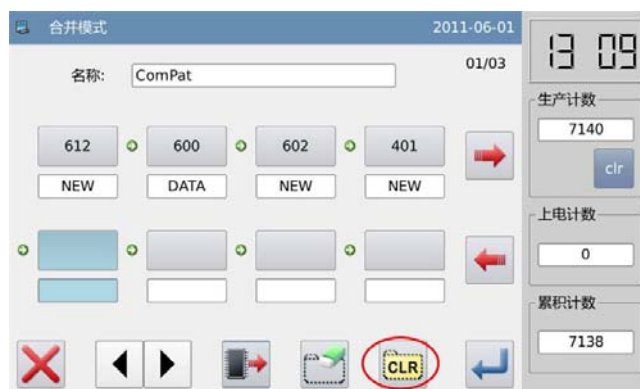 合并模式 2011-06-01
名称: ComPat 01/03
612 600 602 401
NEW DATA NEW NEW
CLR
13 09
生产计数
7140
clr
上电计数
0
累积计数
7138